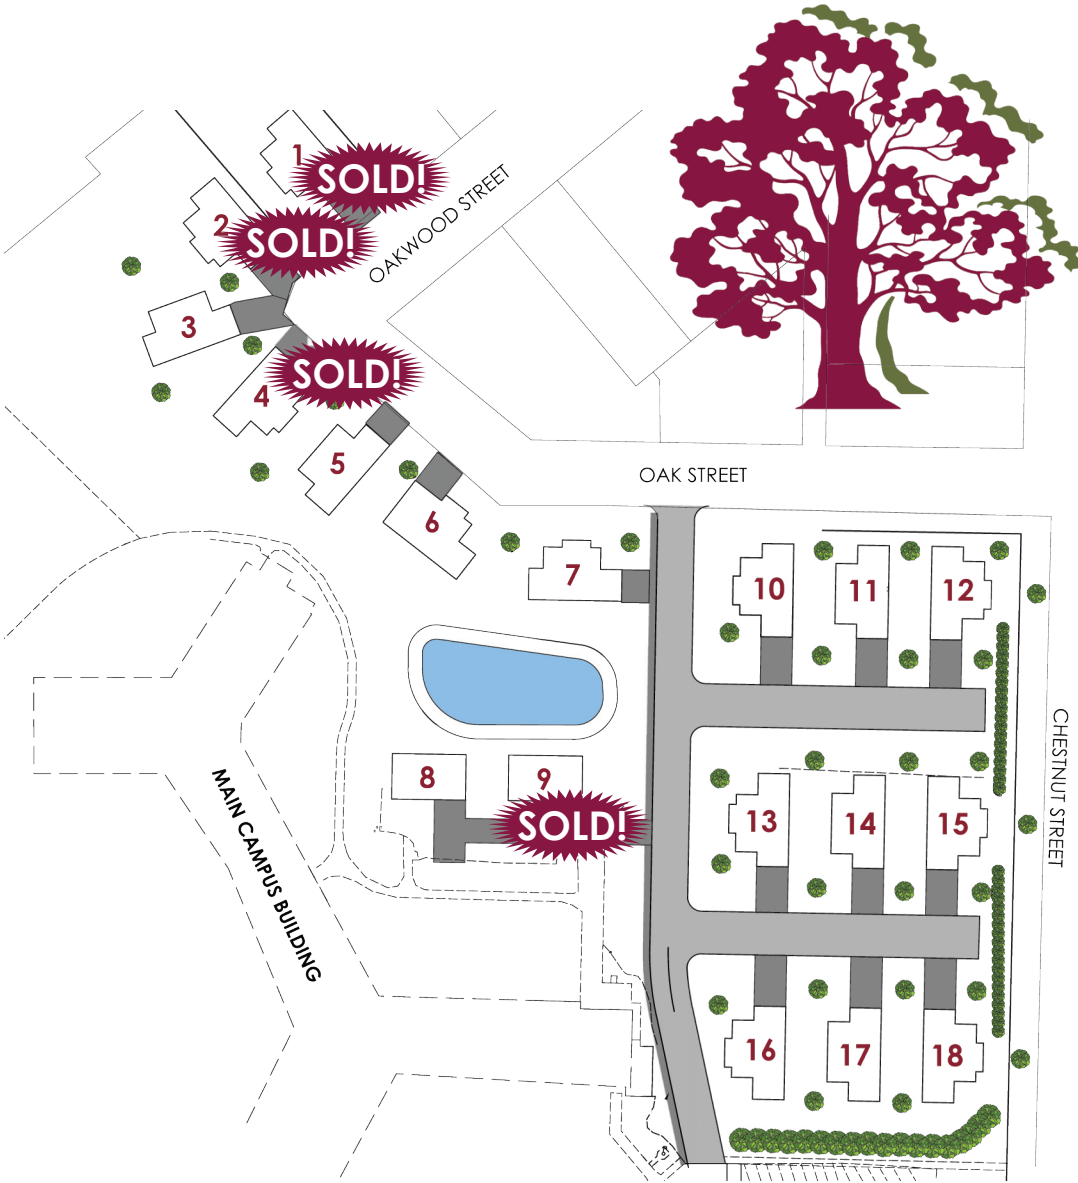 1
SOLD!
2
SOLD!
OAKWOOD STREET
3
4
SOLD!
5
6
OAK STREET
7
10
11
12
8
9
SOLD!
13
14
15
CHESTNUT STREET
MAIN CAMPUS BUILDING
16
17
18